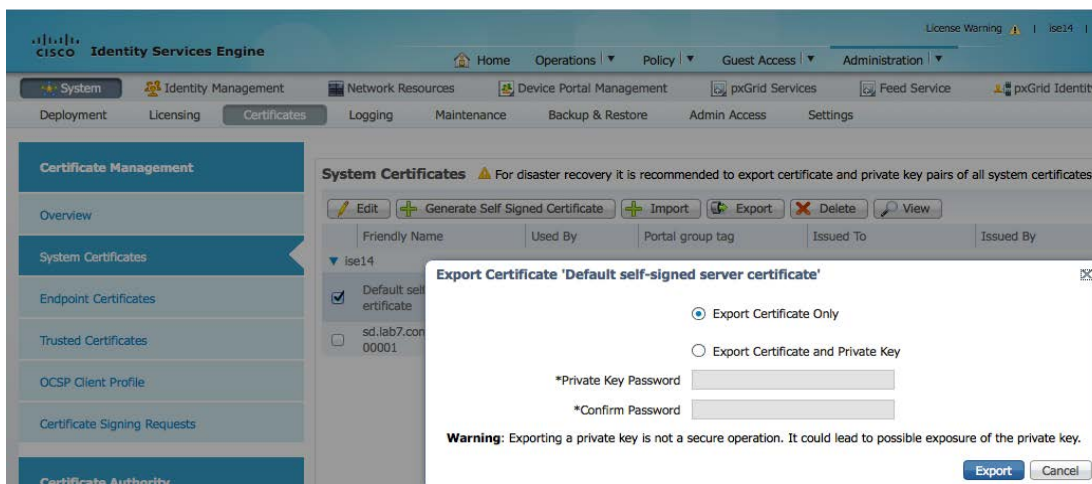 License Warning | ise14 |
CISCO Identity Services Engine
Home Operations Policy Guest Access Administration
System Identity Management Network Resources Device Portal Management pxGrid Services Feed Service pxGrid Identit
Deployment Licensing Certificates Logging Maintenance Backup & Restore Admin Access Settings
Certificate Management
Overview
System Certificates
Endpoint Certificates
Trusted Certificates
OCSP Client Profile
Certificate Signing Requests
Certificate Authority
System Certificates For disaster recovery it is recommended to export certificate and private key pairs of all system certificates
Edit Generate Self Signed Certificate Import Export Delete View
Friendly Name Used By Portal group tag Issued To Issued By
ise14
Default self
ertificate
sd.lab7.con
00001
Export Certificate 'Default self-signed server certificate'
Export Certificate Only
Export Certificate and Private Key
*Private Key Password
*Confirm Password
Warning: Exporting a private key is not a secure operation. It could lead to possible exposure of the private key.
Export Cancel